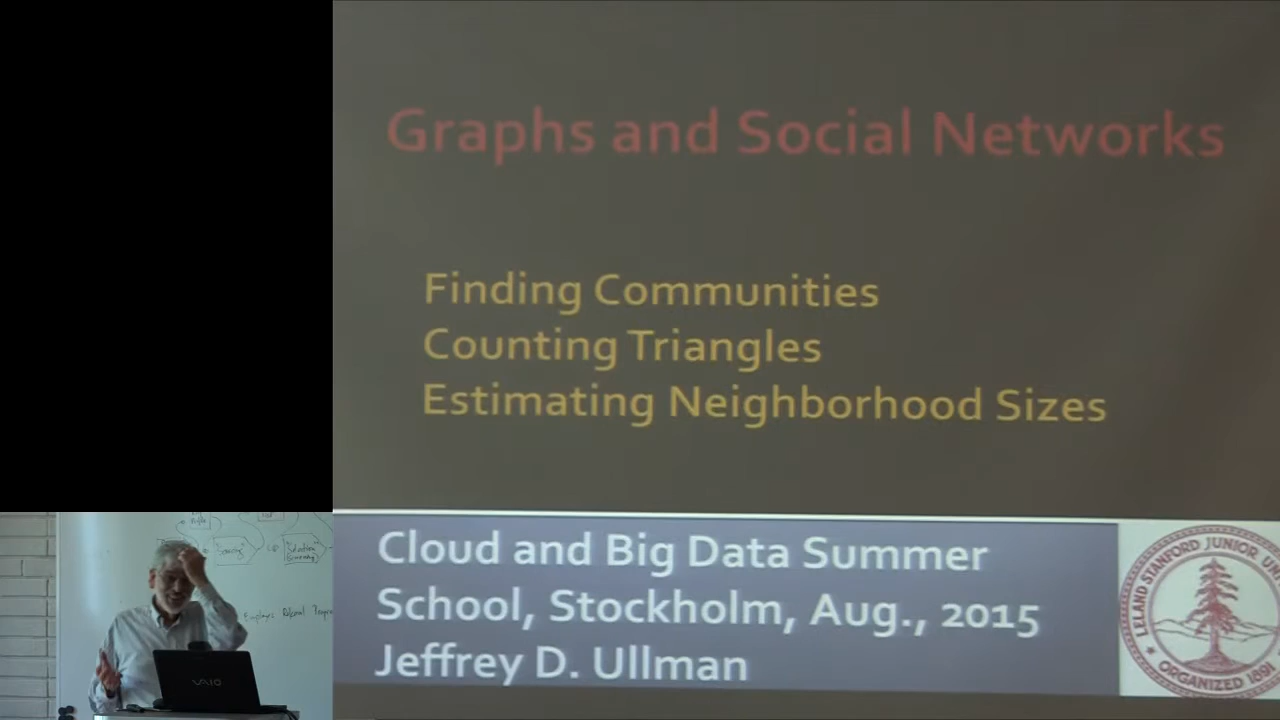 Graphs and Social Networks
Finding Communities
Counting Triangles
Estimating Neighborhood Sizes
Cloud and Big Data Summer
School, Stockholm, Aug., 2015
Jeffrey D. Ullman
LELAND STANFORD JUNIOR UNI
ORGANIZED 1891
VAIO